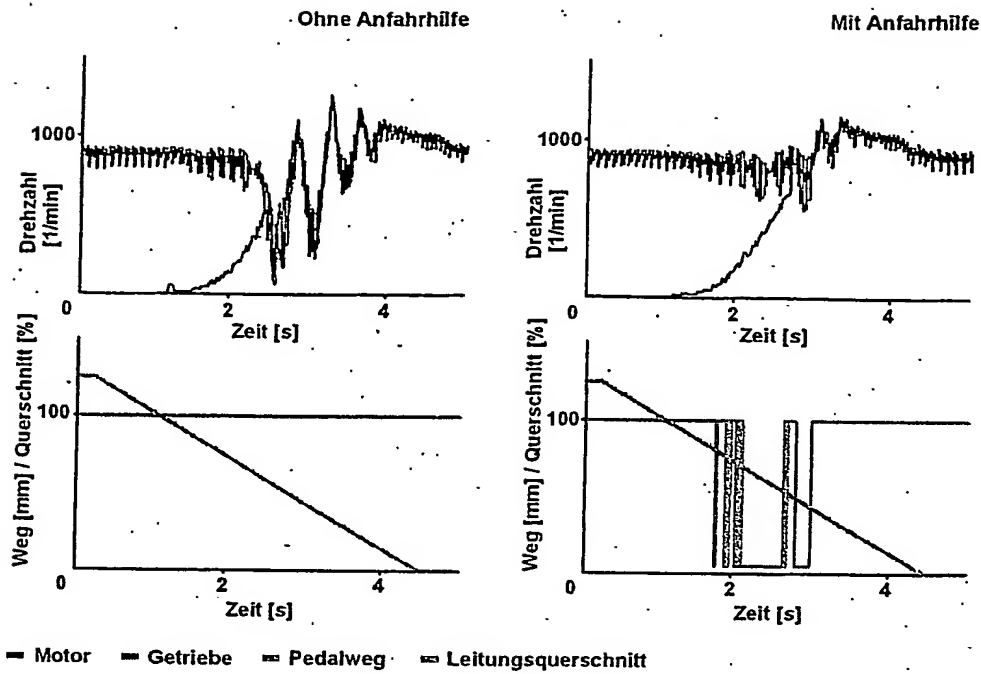 Ohne Anfahrhilfe
Mit Anfahrhilfe
1000
Drehzahl
[1/min]
0
2
4
Zeit [s]
1000
Drehzahl
[1/min]
0
2
4
Zeit [s]
Weg [mm] / Querschnitt [%]
100
0
2
4
Zeit [s]
Weg [mm] / Querschnitt [%]
100
0
2
4
Zeit [s]
Motor Getriebe Pedalweg Leitungsquerschnitt